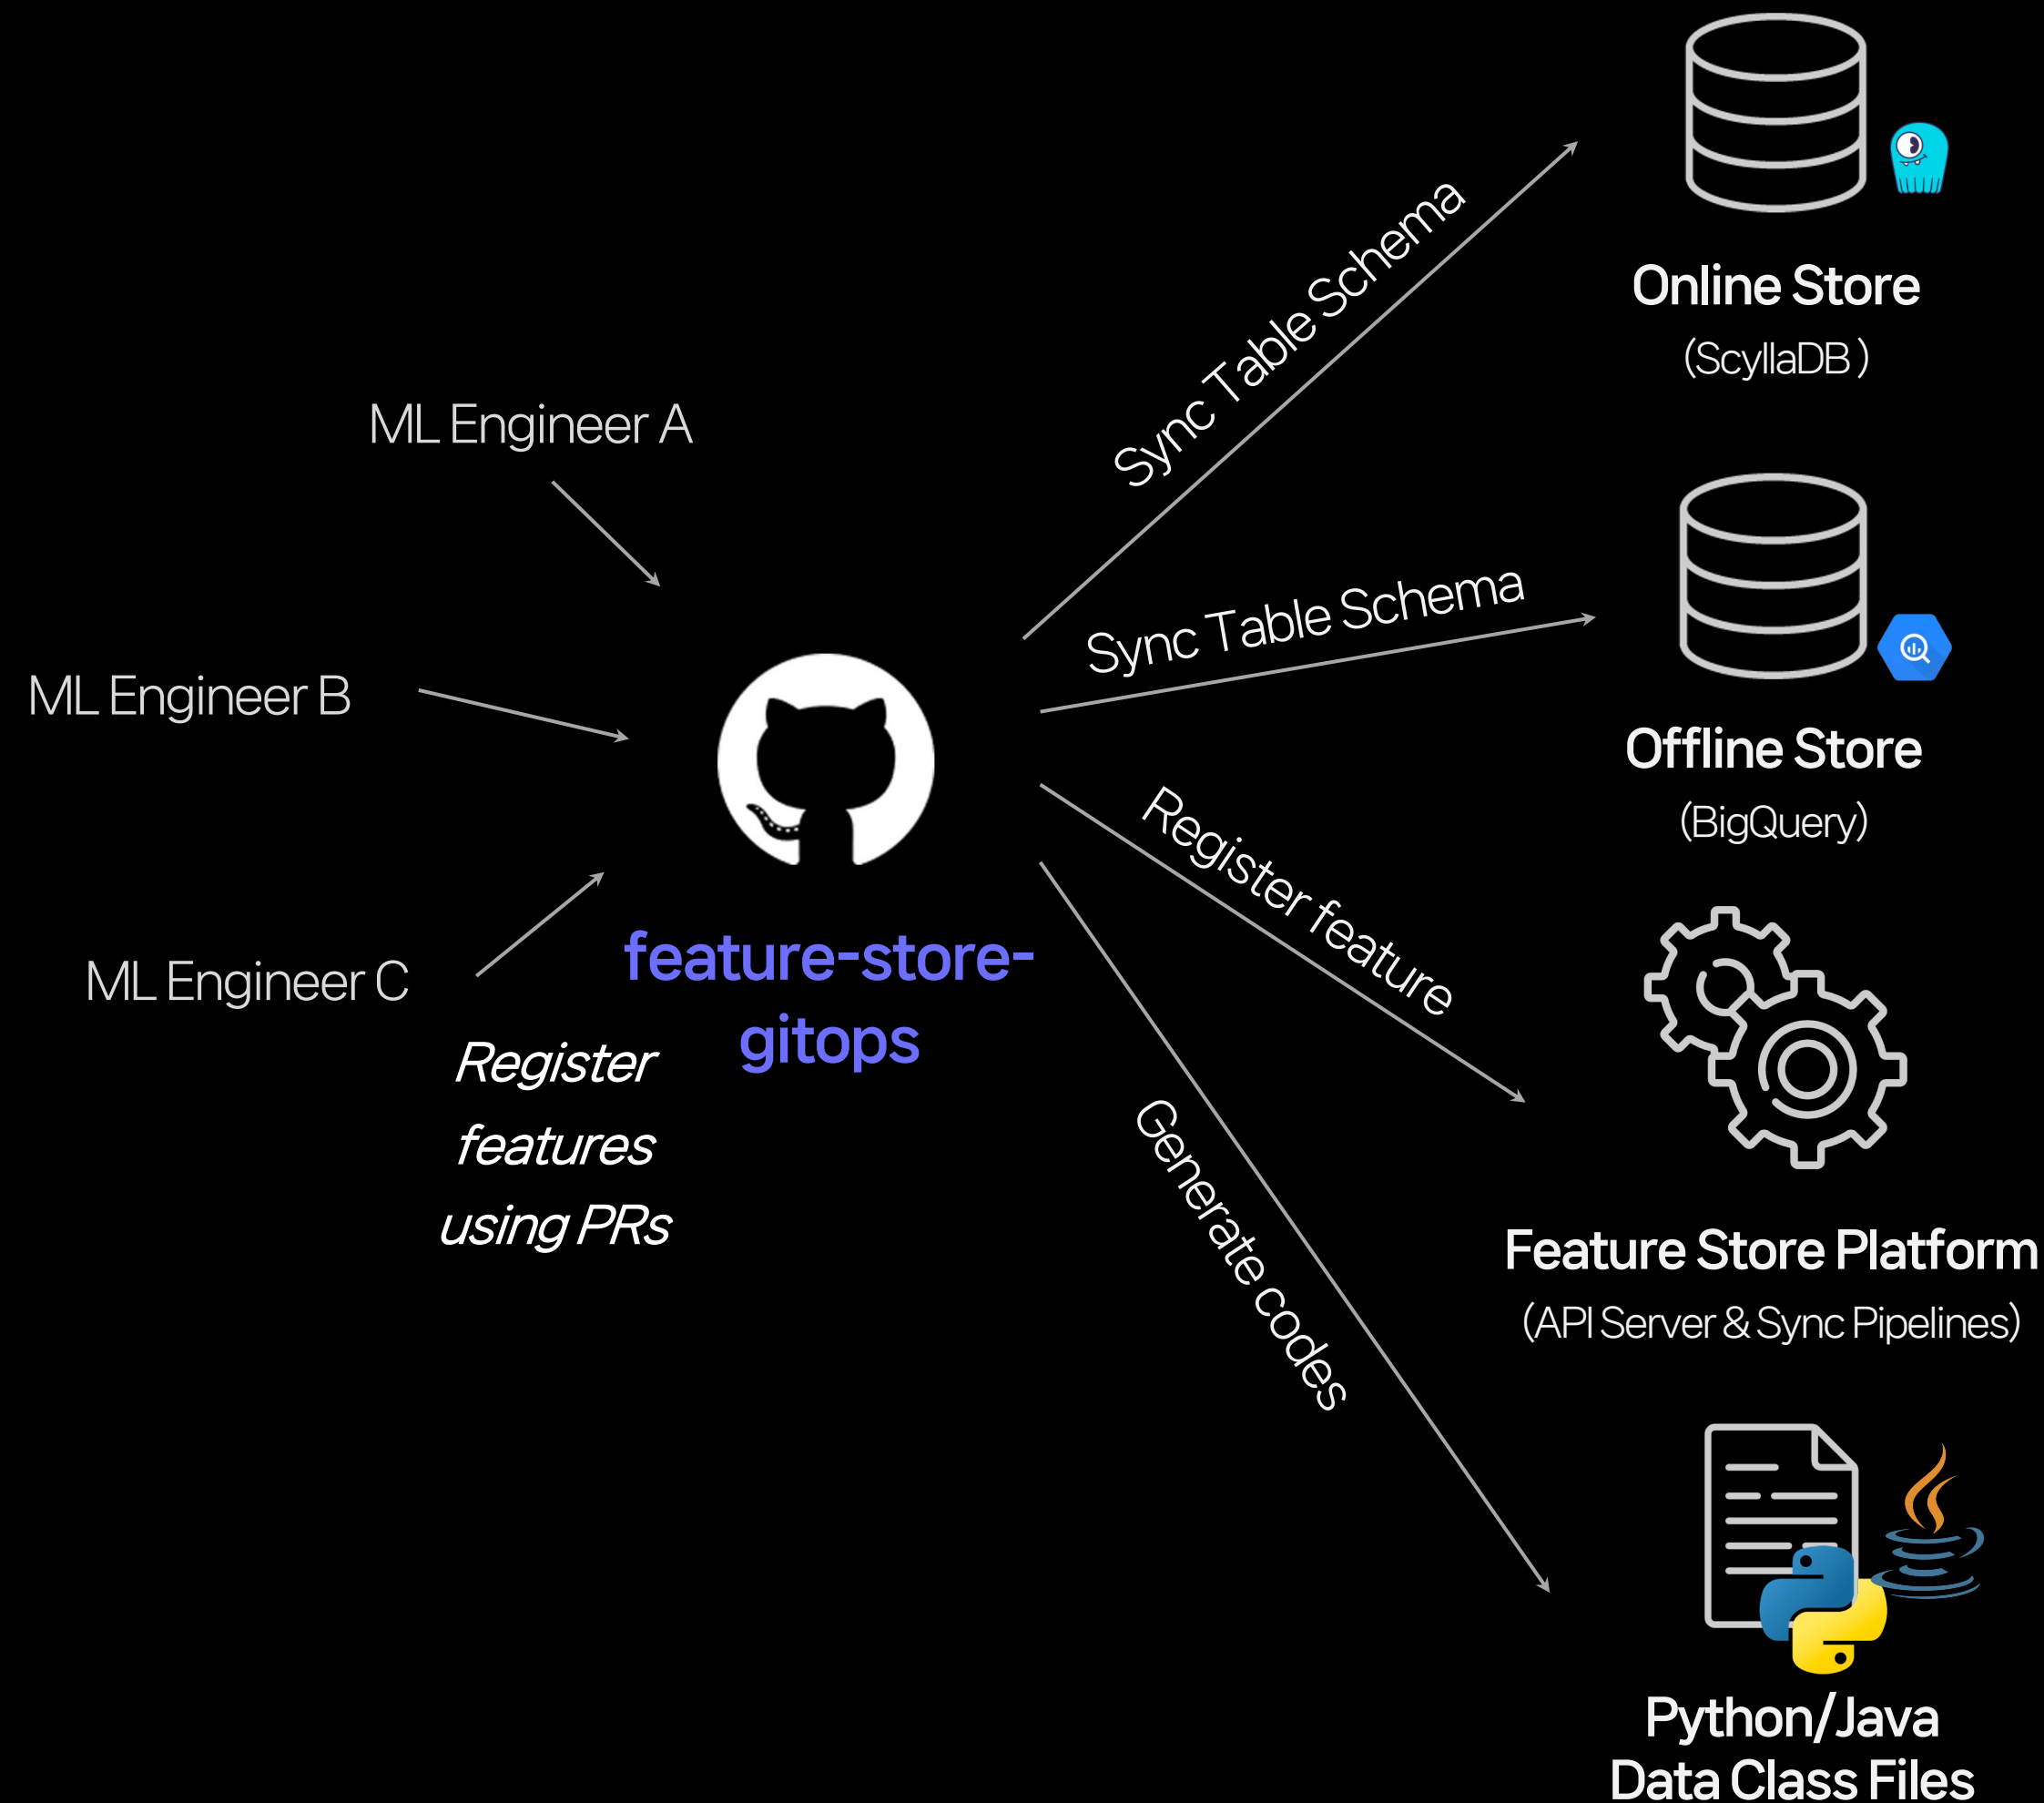 ML Engineer A
ML Engineer B
ML Engineer C
Register
features
using PRs
feature-store-
gitops
Sync Table Schema
Sync Table Schema
Register feature
Generate codes
Online Store
(ScyllaDB )
Offline Store
(BigQuery)
Feature Store Platform
(API Server & Sync Pipelines)
Python/Java
Data Class Files